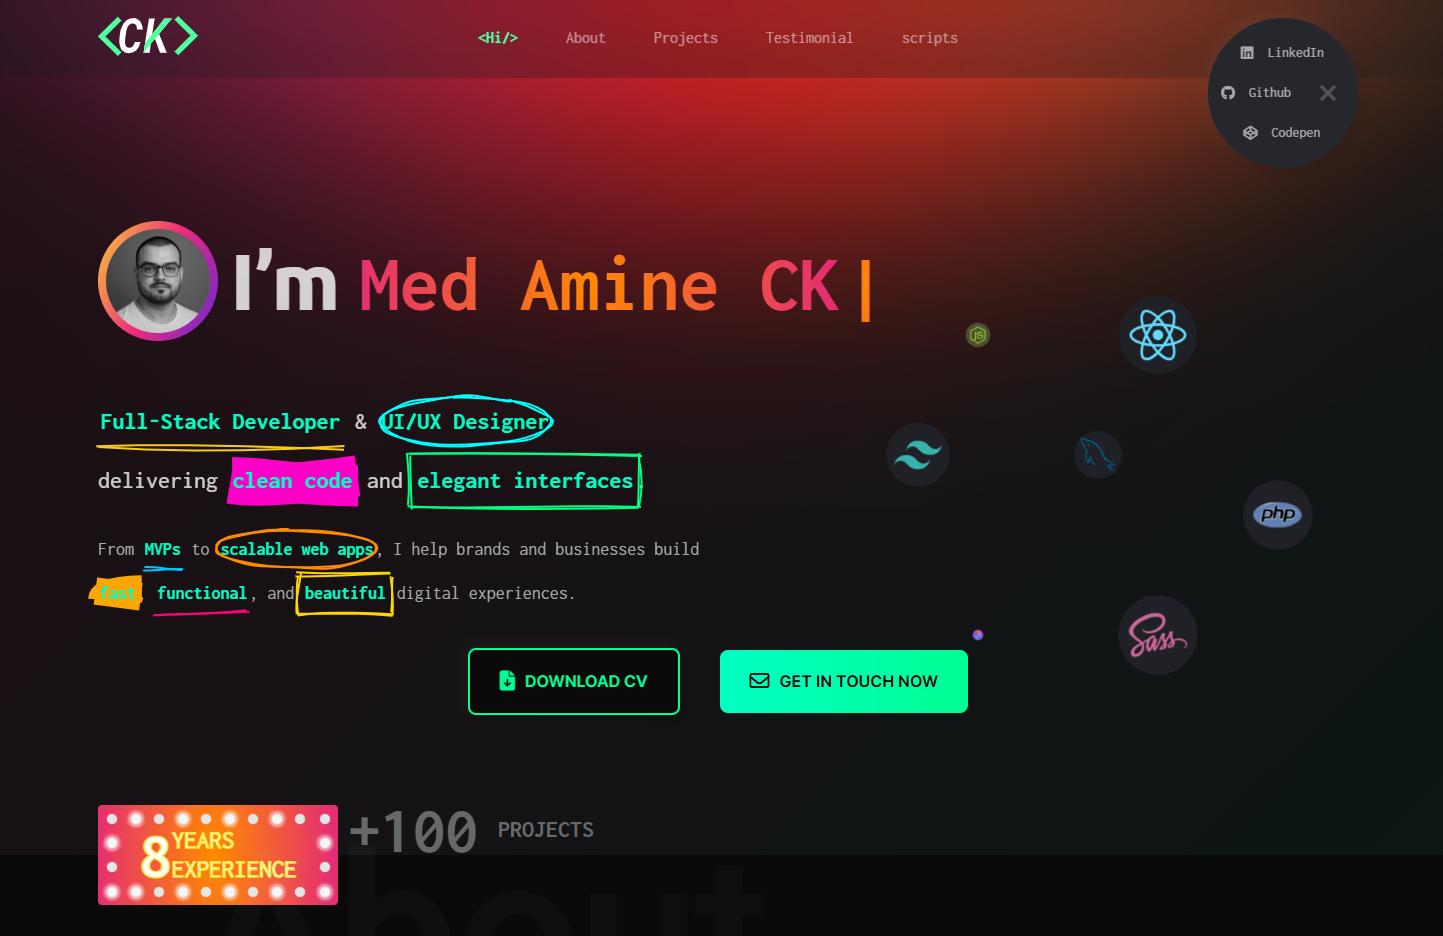 <CK>
<Hi/>
About
Projects
Testimonial
scripts
LinkedIn
Github
Codepen
I'm Med Amine CK|
JS
Full-Stack Developer & UI/UX Designer
delivering clean code and elegant interfaces
php
From MVPs to scalable web apps, I help brands and businesses build
fast, functional, and beautiful digital experiences.
Sass
DOWNLOAD CV
GET IN TOUCH NOW
8 YEARS
EXPERIENCE
+100 PROJECTS
About